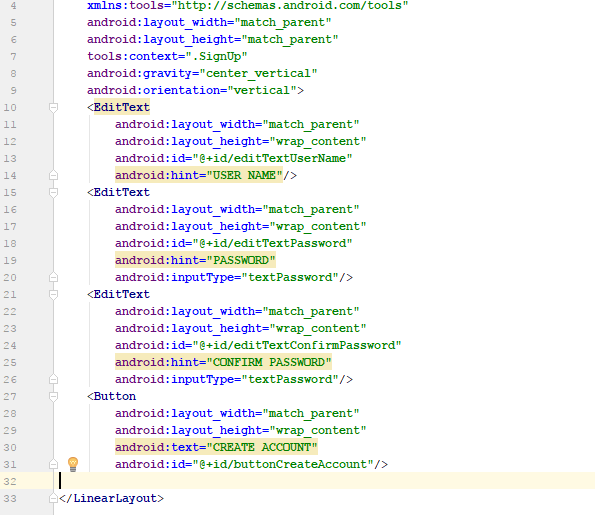 4 xmlns:tools="http://schemas.android.com/tools"
5 android:layout_width="match_parent"
6 android:layout_height="match_parent"
7 tools:context=".SignUp"
8 android:gravity="center_vertical"
9 android:orientation="vertical">
10 <EditText
11 android:layout_width="match_parent"
12 android:layout_height="wrap_content"
13 android:id="@+id/editTextUserName"
14 android:hint="USER NAME"/>
15 <EditText
16 android:layout_width="match_parent"
17 android:layout_height="wrap_content"
18 android:id="@+id/editTextPassword"
19 android:hint="PASSWORD"
20 android:inputType="textPassword"/>
21 <EditText
22 android:layout_width="match_parent"
23 android:layout_height="wrap_content"
24 android:id="@+id/editTextConfirmPassword"
25 android:hint="CONFIRM PASSWORD"
26 android:inputType="textPassword"/>
27 <Button
28 android:layout_width="match_parent"
29 android:layout_height="wrap_content"
30 android:text="CREATE ACCOUNT"
31 android:id="@+id/buttonCreateAccount"/>
32
33 </LinearLayout>